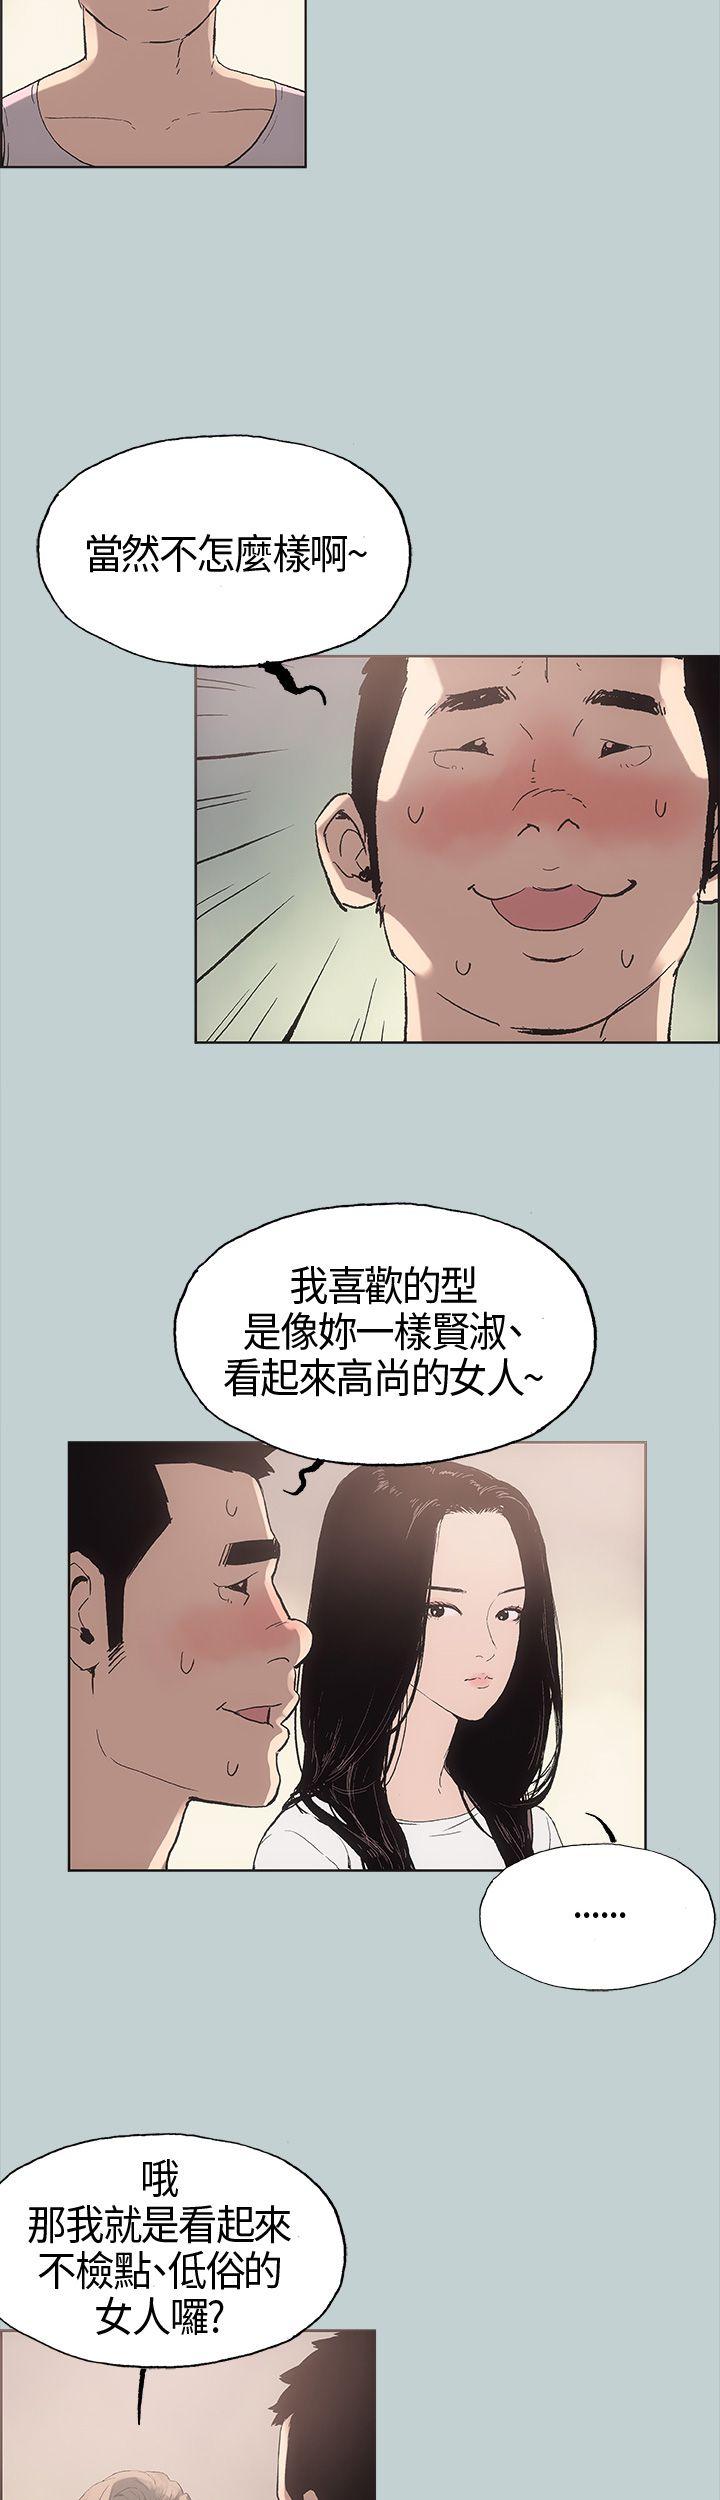 當然不怎麼樣啊~
我喜歡的型
是像妳一樣賢淑、
看起來高尚的女人~
······
哦
那我就是看起來
不檢點、低俗的
女人囉?